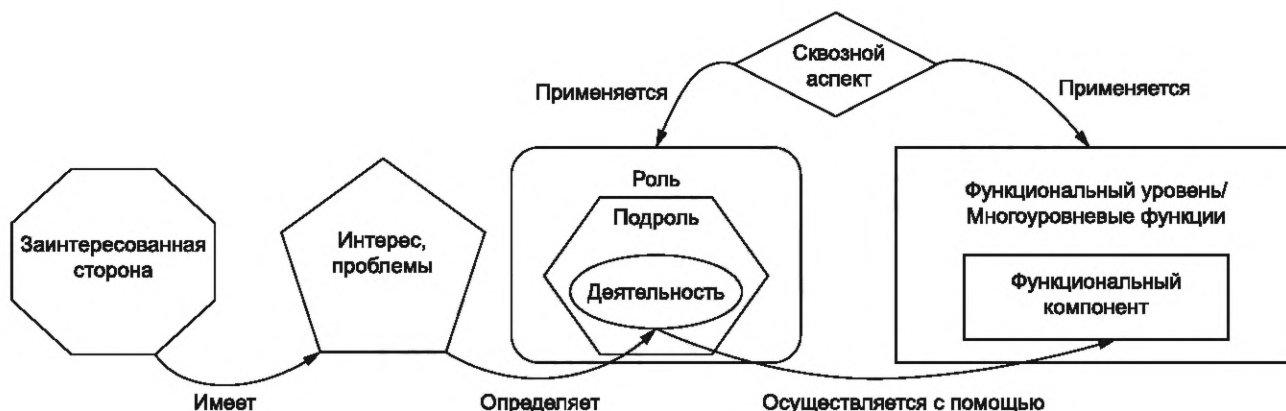 Сквозной
аспект
Применяется
Применяется
Заинтересованная
сторона
Интерес,
проблемы
Роль
Подроль
Деятельность
Функциональный уровень/
Многоуровневые функции
Функциональный
компонент
Имеет
Определяет
Осуществляется с помощью